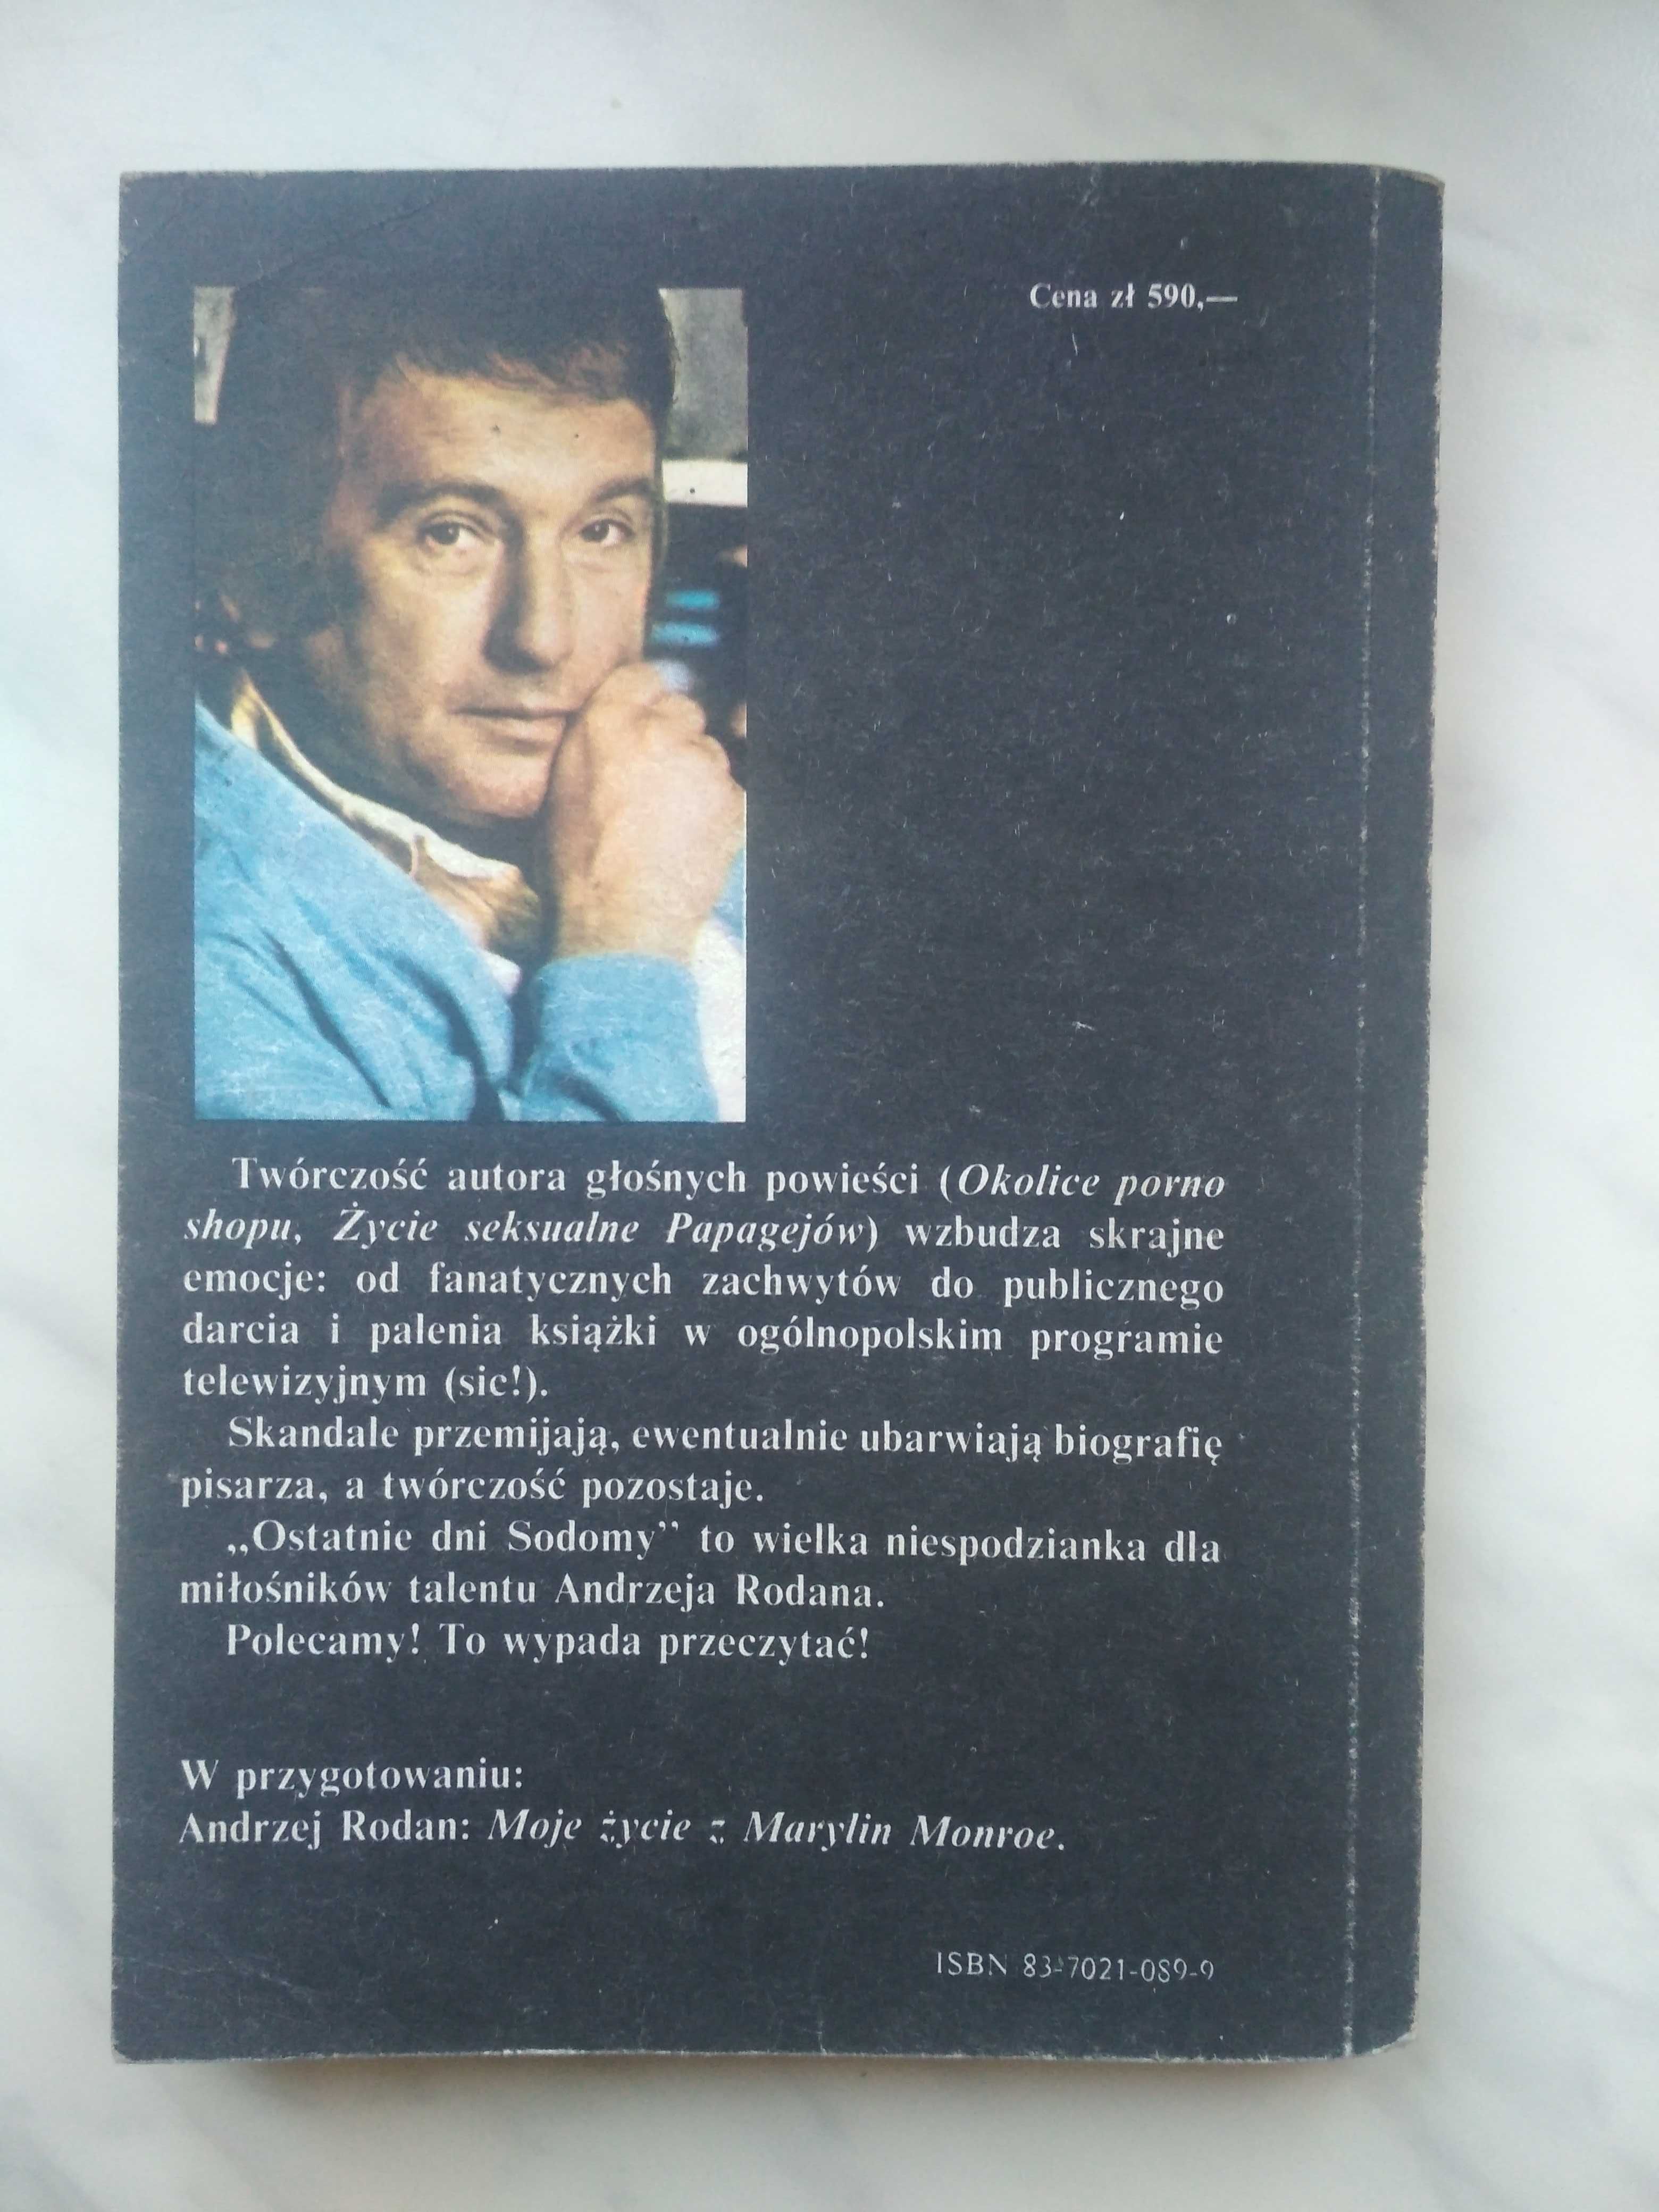 Cena zł 590,—
Twórczość autora głośnych powieści (Okolice porno
shopu, Życie seksualne Papagejów) wzbudza skrajne
emocje: od fanatycznych zachwytów do publicznego
darcia i palenia książki w ogólnopolskim programie
telewizyjnym (sic!).
Skandale przemijają, ewentualnie ubarwiają biografię
pisarza, a twórczość pozostaje.
„Ostatnie dni Sodomy” to wielka niespodzianka dla
miłośników talentu Andrzeja Rodana.
Polecamy! To wypada przeczytać!
W przygotowaniu:
Andrzej Rodan: Moje życie z Marylin Monroe.
ISBN 83-7021-089-9